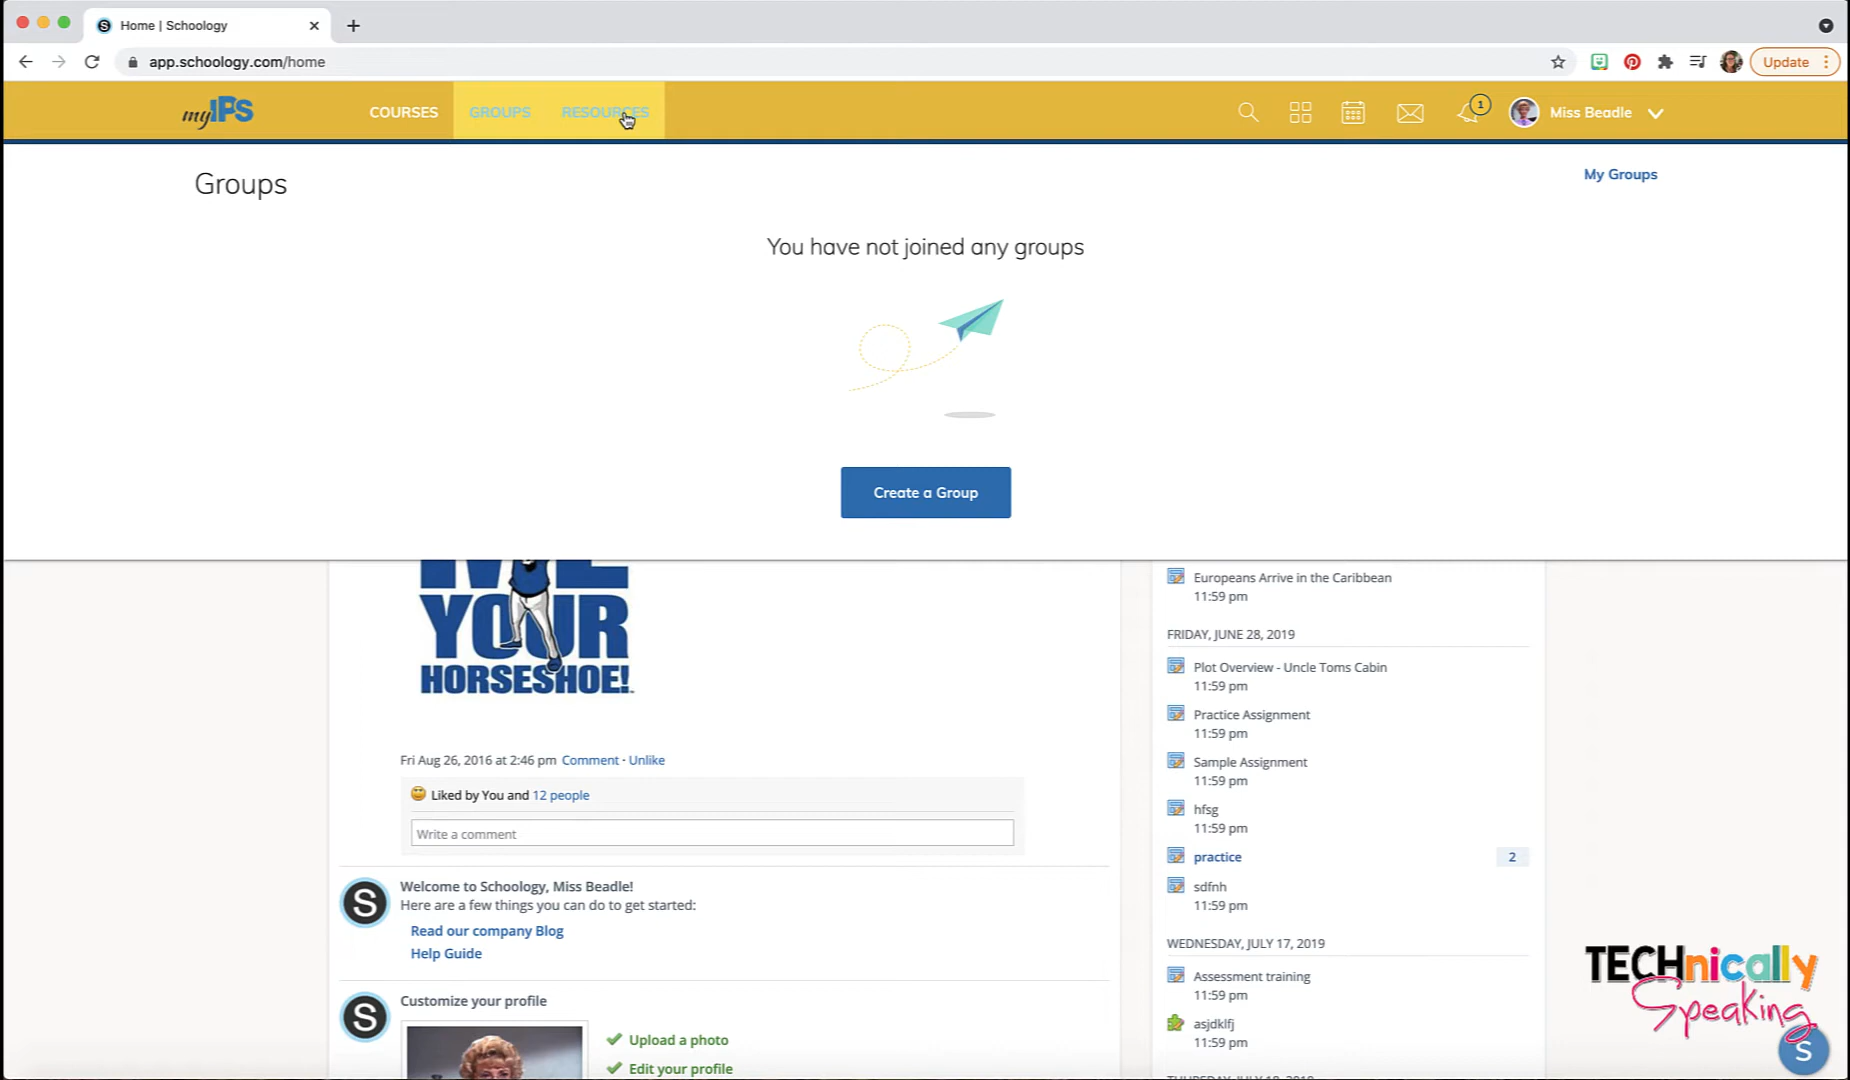 Home | Schoology
app.schoology.com/home
Update
myIPS
COURSES
GROUPS
RESOURCES
1
Miss Beadle
Groups
My Groups
You have not joined any groups
Create a Group
YOUR
HORSESHOE!
Fri Aug 26, 2016 at 2:46 pm Comment · Unlike
Liked by You and 12 people
Write a comment
S
Welcome to Schoology, Miss Beadle!
Here are a few things you can do to get started:
Read our company Blog
Help Guide
S
Customize your profile
Upload a photo
Edit your profile
Europeans Arrive in the Caribbean
11:59 pm
FRIDAY, JUNE 28, 2019
Plot Overview - Uncle Toms Cabin
11:59 pm
Practice Assignment
11:59 pm
Sample Assignment
11:59 pm
hfsg
11:59 pm
practice
2
sdfnh
11:59 pm
WEDNESDAY, JULY 17, 2019
Assessment training
11:59 pm
asjdklfj
11:59 pm
TECHnically
Speaking
S